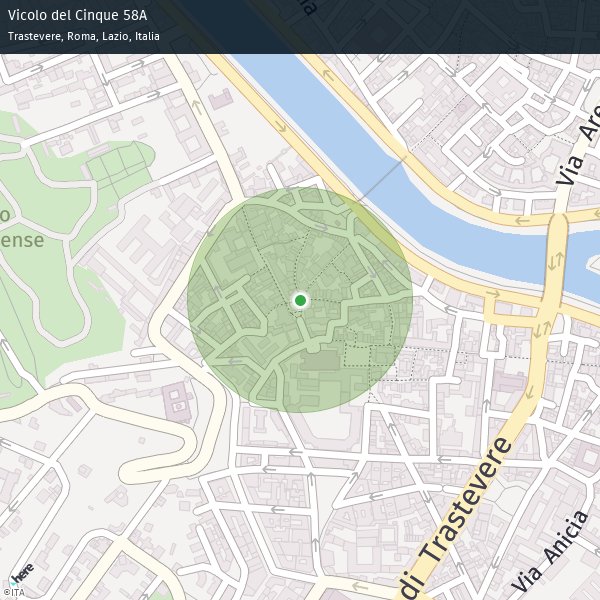 Vicolo del Cinque 58A
Trastevere, Roma, Lazio, Italia
Via Are
o
ense
di Trastevere
Via Anicia
here
©ITA